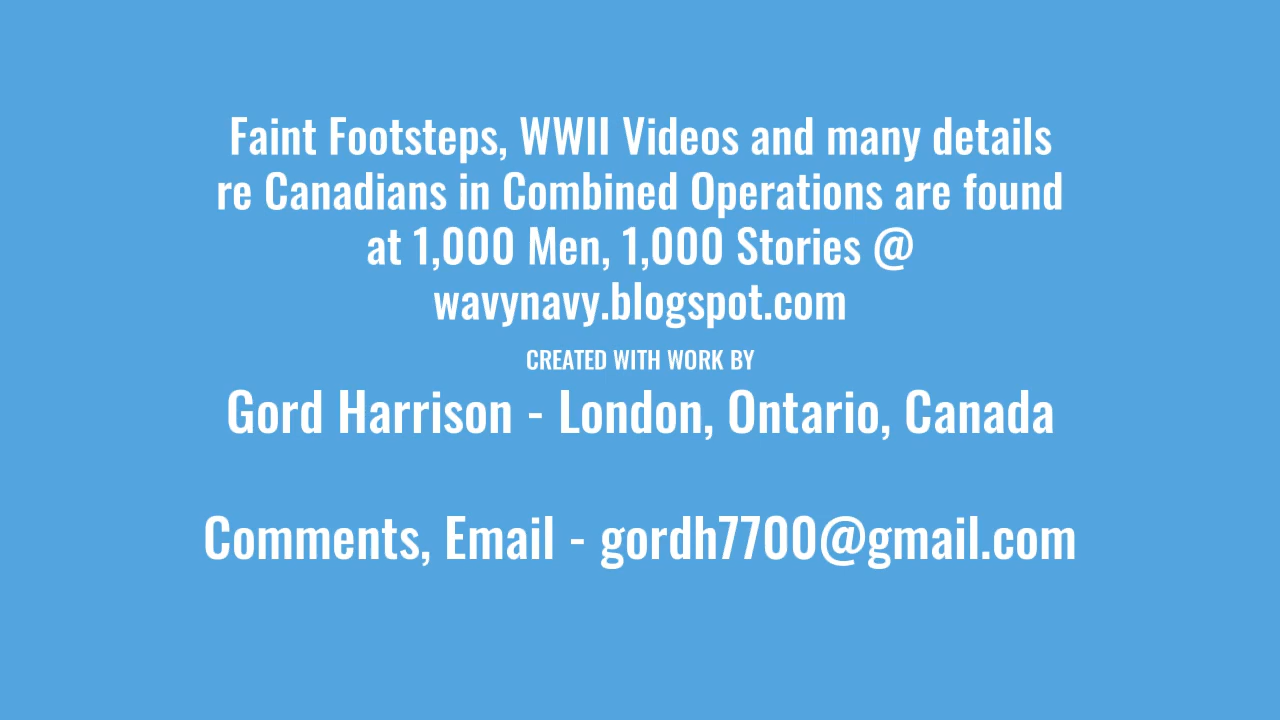 Faint Footsteps, WWII Videos and many details
re Canadians in Combined Operations are found
at 1,000 Men, 1,000 Stories @
wavynavy.blogspot.com
CREATED WITH WORK BY
Gord Harrison - London, Ontario, Canada
Comments, Email - gordh7700@gmail.com